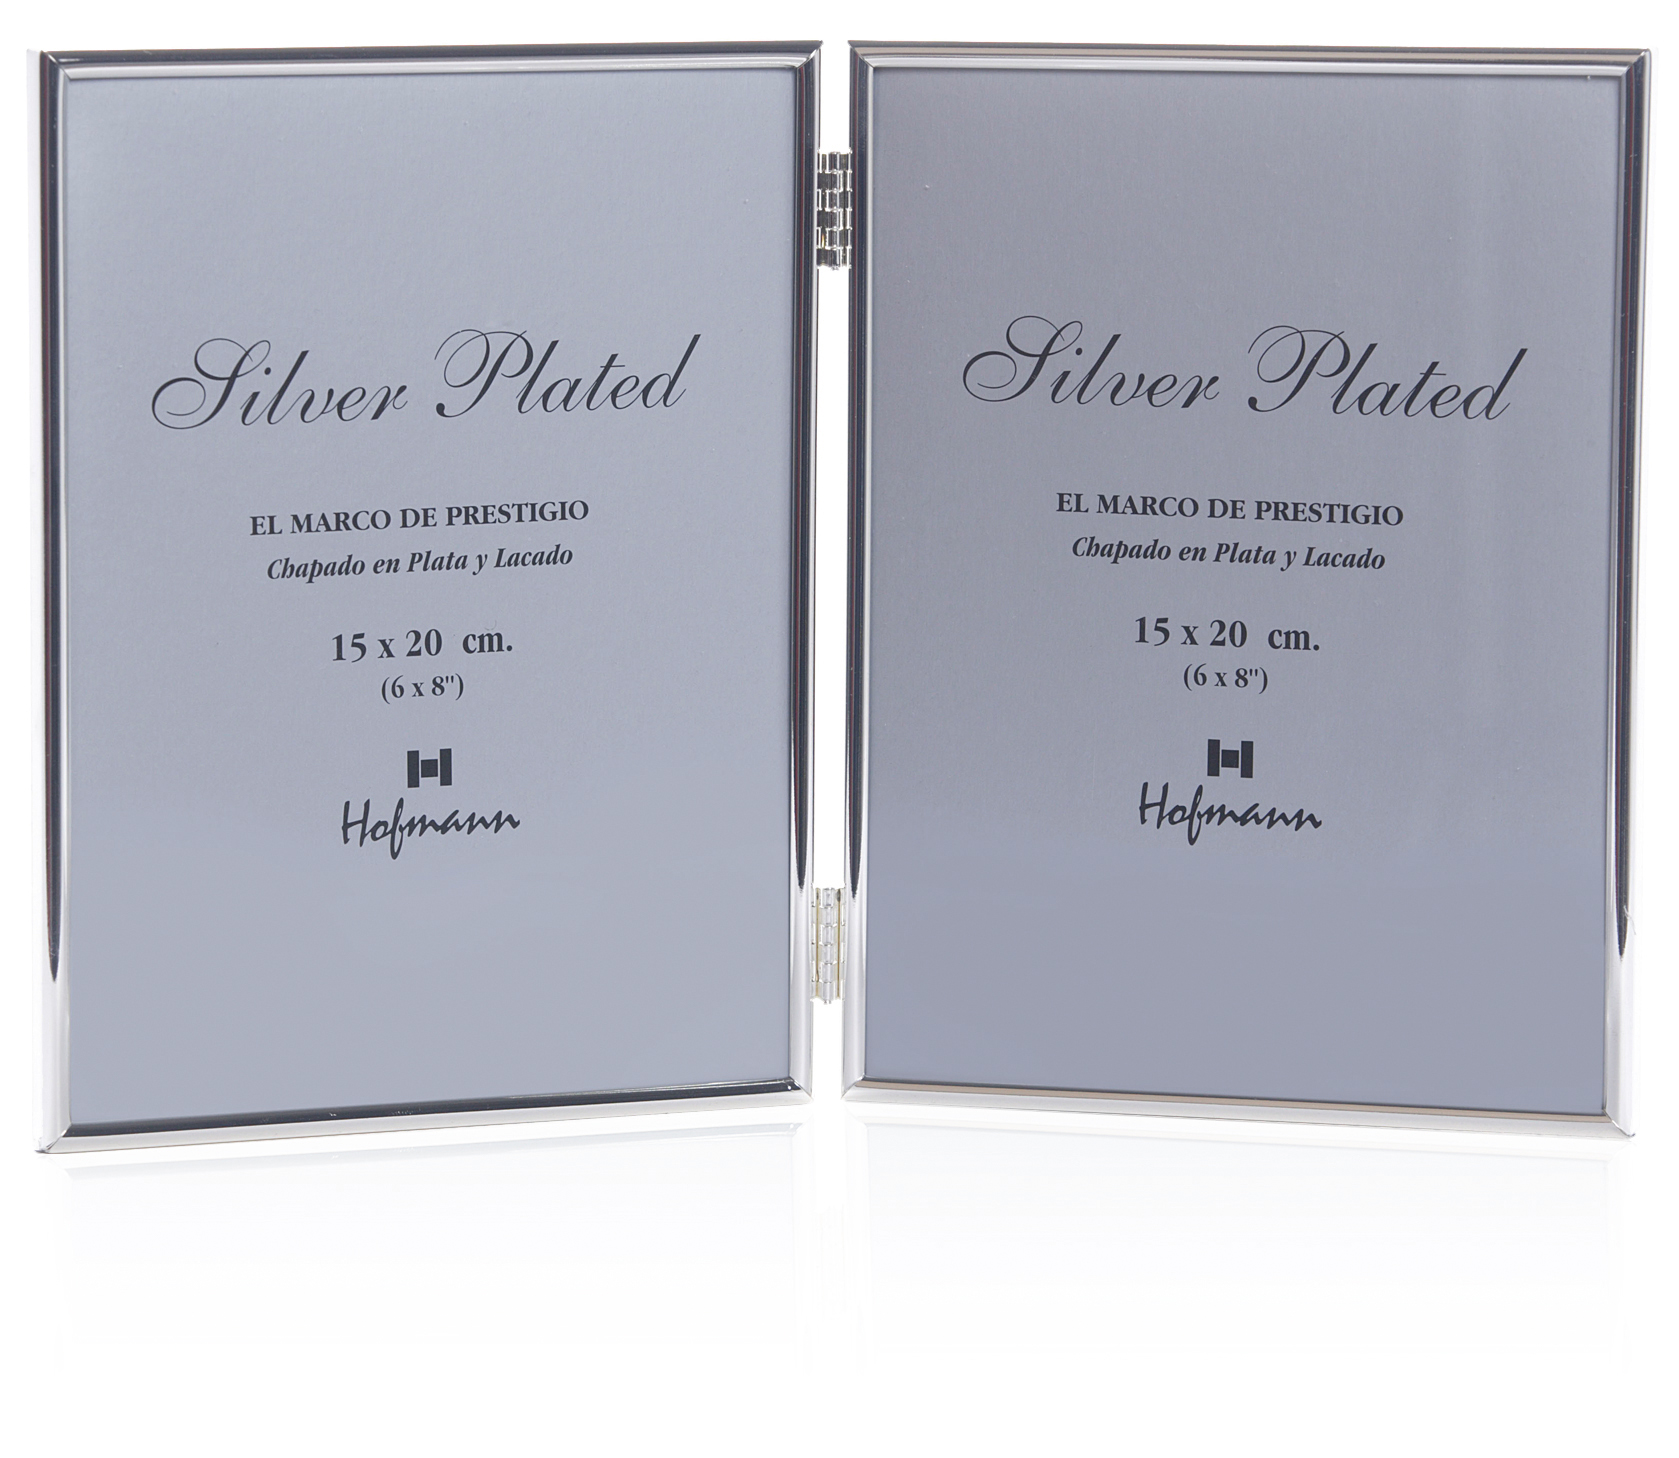 Silver Plated
EL MARCO DE PRESTIGIO
Chapado en Plata y Lacado
15 x 20 cm.
(6 x 8")
H
Hofmann
Silver Plated
EL MARCO DE PRESTIGIO
Chapado en Plata y Lacado
15 x 20 cm.
(6 x 8")
H
Hofmann